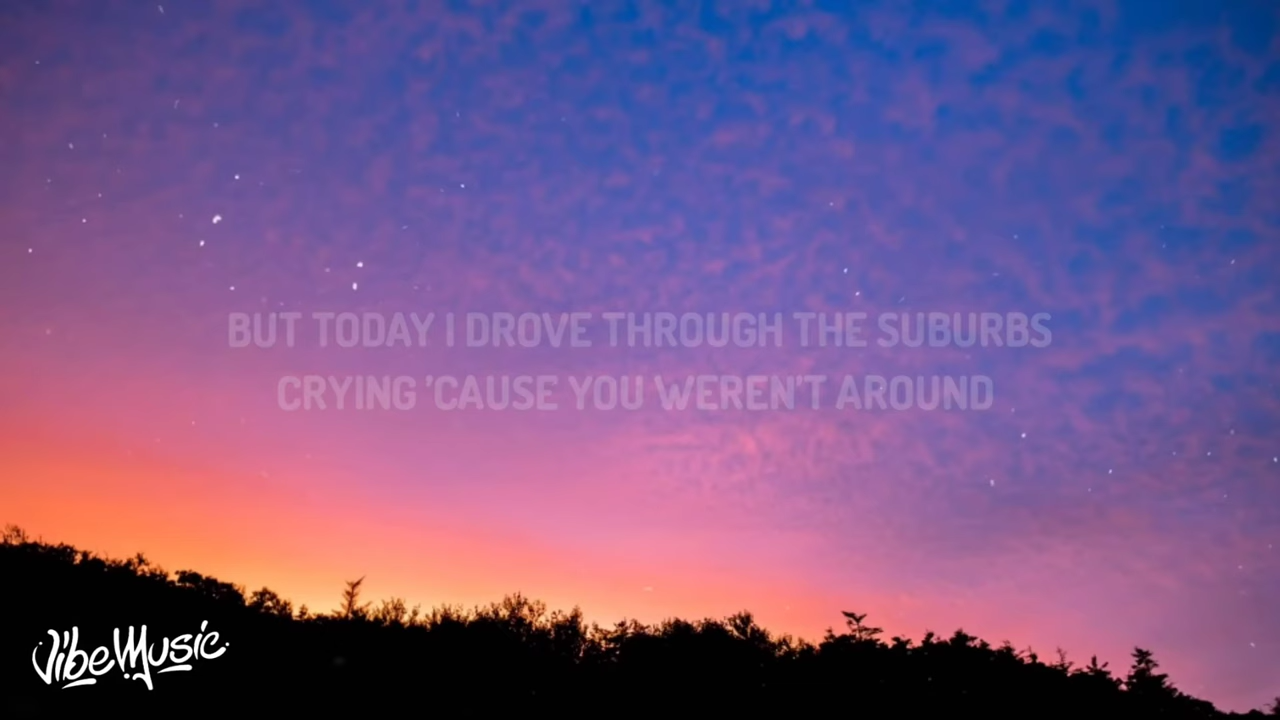 BUT TODAY I DROVE THROUGH THE SUBURBS
CRYING 'CAUSE YOU WEREN'T AROUND
VibeMusic